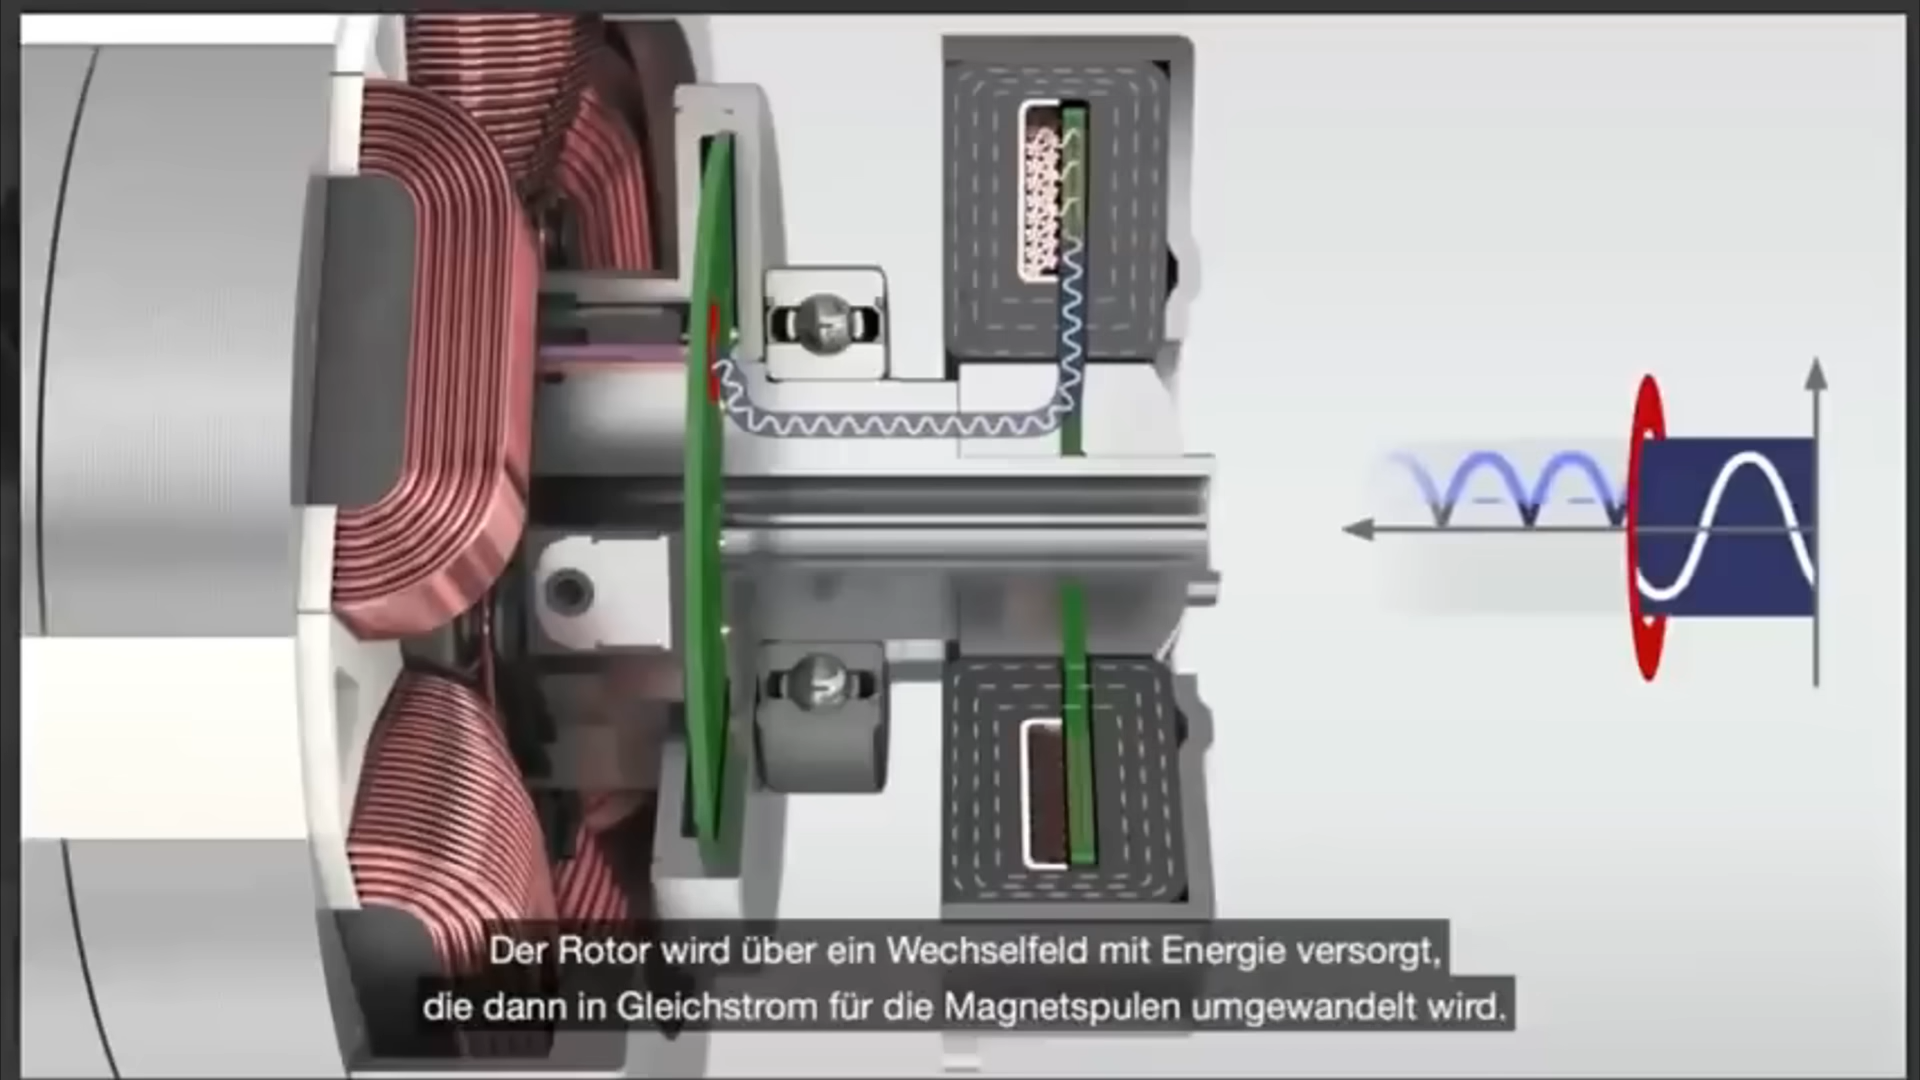 Der Rotor wird über ein Wechselfeld mit Energie versorgt,
die dann in Gleichstrom für die Magnetspulen umgewandelt wird.